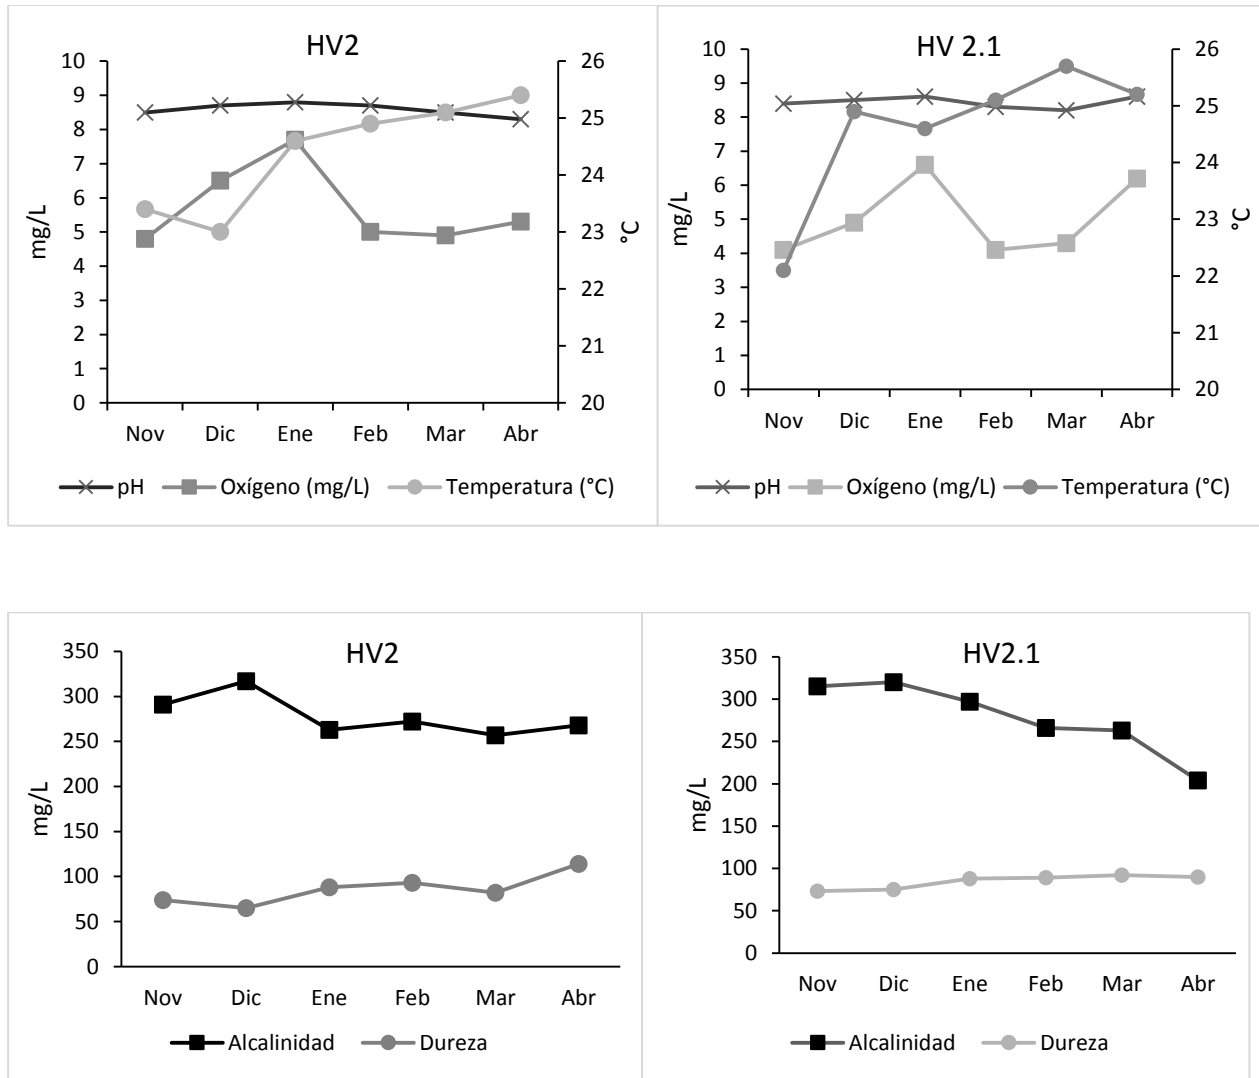 HV2
10
9
8
7
6
5
4
3
2
1
0
mg/L
26
25
24
23
22
21
20
°C
Nov Dic Ene Feb Mar Abr
pH Oxígeno (mg/L) Temperatura (°C)
HV 2.1
10
9
8
7
6
5
4
3
2
1
0
mg/L
26
25
24
23
22
21
20
°C
Nov Dic Ene Feb Mar Abr
pH Oxígeno (mg/L) Temperatura (°C)
HV2
350
300
250
200
150
100
50
0
mg/L
Nov Dic Ene Feb Mar Abr
Alcalinidad Dureza
HV2.1
350
300
250
200
150
100
50
0
mg/L
Nov Dic Ene Feb Mar Abr
Alcalinidad Dureza